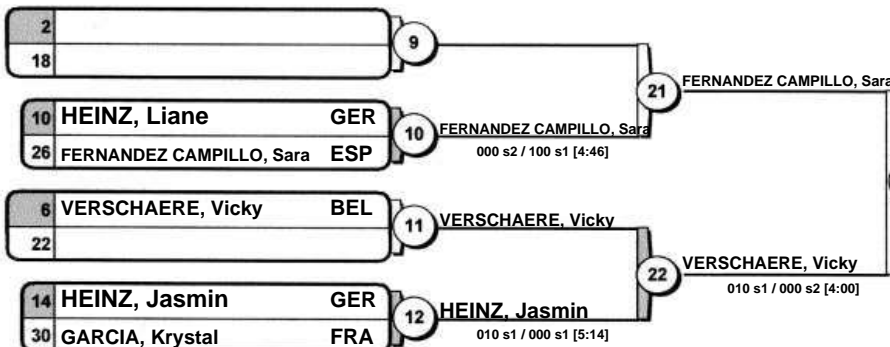 2
18
9
10 HEINZ, Liane GER
26 FERNANDEZ CAMPILLO, Sara ESP
10
FERNANDEZ CAMPILLO, Sara
000 s2 / 100 s1 [4:46]
21
FERNANDEZ CAMPILLO, Sara
6 VERSCHAERE, Vicky BEL
22
11
VERSCHAERE, Vicky
14 HEINZ, Jasmin GER
30 GARCIA, Krystal FRA
12
HEINZ, Jasmin
010 s1 / 000 s1 [5:14]
22
VERSCHAERE, Vicky
010 s1 / 000 s2 [4:00]